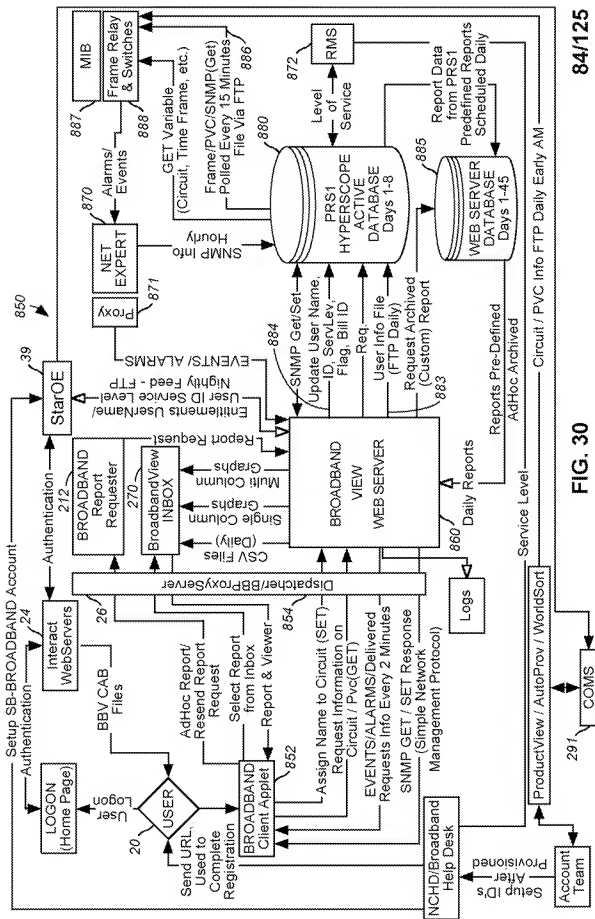 84/125
Setup SB-BROADBAND Account
850
39
StarOE
Authentication
24
Authentication
Interact
WebServers
LOGON
(Home Page)
User
Logon
20
USER
BBV CAB
Files
Send URL,
Used to
Complete
Registration
BROADBAND
Client Applet
852
26
Dispatcher/BBProxyServer
854
AdHoc Report/
Resend Report
Request
Select Report
from Inbox
Report & Viewer
Assign Name to Circuit (SET)
Request Information on
Circuit / Pvc(GET)
EVENTS/ALARMS/Delivered
Requests Info Every 2 Minutes
SNMP GET / SET Response
(Simple Network
Management Protocol)
212
BROADBAND
Report
Requester
270
BroadbandView
INBOX
Report Request
CSV Files
(Daily)
Single Column
Graphs
Multi Column
Graphs
Entitlements UserName/
User ID Service Level
Nightly Feed - FTP
EVENTS/ ALARMS
BROADBAND
VIEW
WEB SERVER
860
Logs
Daily Reports
870
NET
EXPERT
Proxy
871
Alarms/
Events
887
MIB
Frame Relay
& Switches
888
SNMP Info
Hourly
GET Variable
(Circuit, Time Frame, etc.)
Frame/PVC/SNMP(Get)
Polled Every 15 Minutes
File Via FTP
886
880
PRS1
HYPERSCOPE
ACTIVE
DATABASE
Days 1-8
Level
of
Service
872
RMS
SNMP Get/Set
884
Update User Name,
ID, ServLev,
Flag, Bill ID
Req.
User Info File
(FTP Daily)
883
Request Archived
(Custom) Report
885
WEB SERVER
DATABASE
Days 1-45
Report Data
from PRS1
Predefined Reports
Scheduled Daily
Reports Pre-Defined
AdHoc Archived
Service Level
Circuit / PVC Info FTP Daily Early AM
NCHD/Broadband
Help Desk
Setup ID's
After
Provisioned
Account
Team
ProductView / AutoProv / WorldSort
291
COMS
FIG. 30